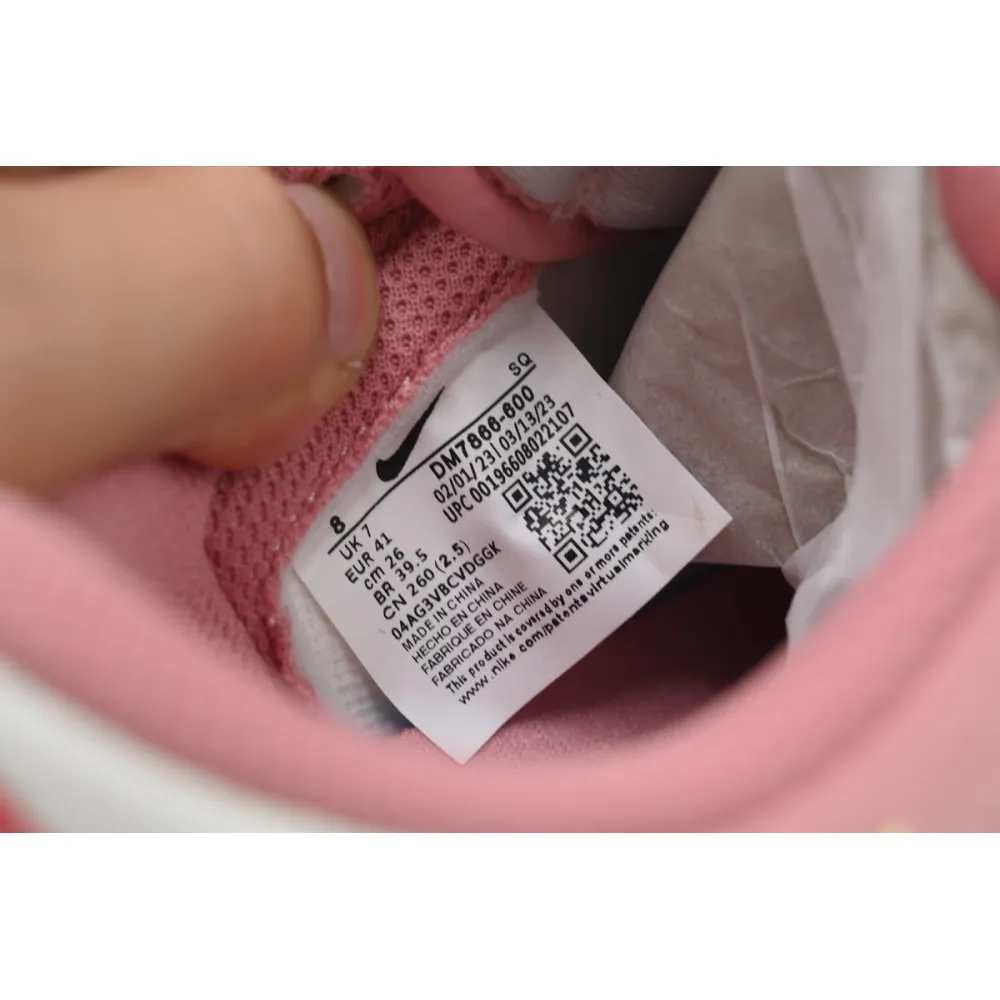 SQ
DM7866-600
02/01/23| 03/13/23
UPC 00196608022107
8
UK 7
EUR 41
cm 26
BR 39.5
CN 260 (2.5)
04AG3VBCVDGGK
MADE IN CHINA
HECHO EN CHINA
FABRIQUE EN CHINE
FABRICADO NA CHINA
This product is covered by one or more patents:
www.nike.com/patentsvirtualmarking